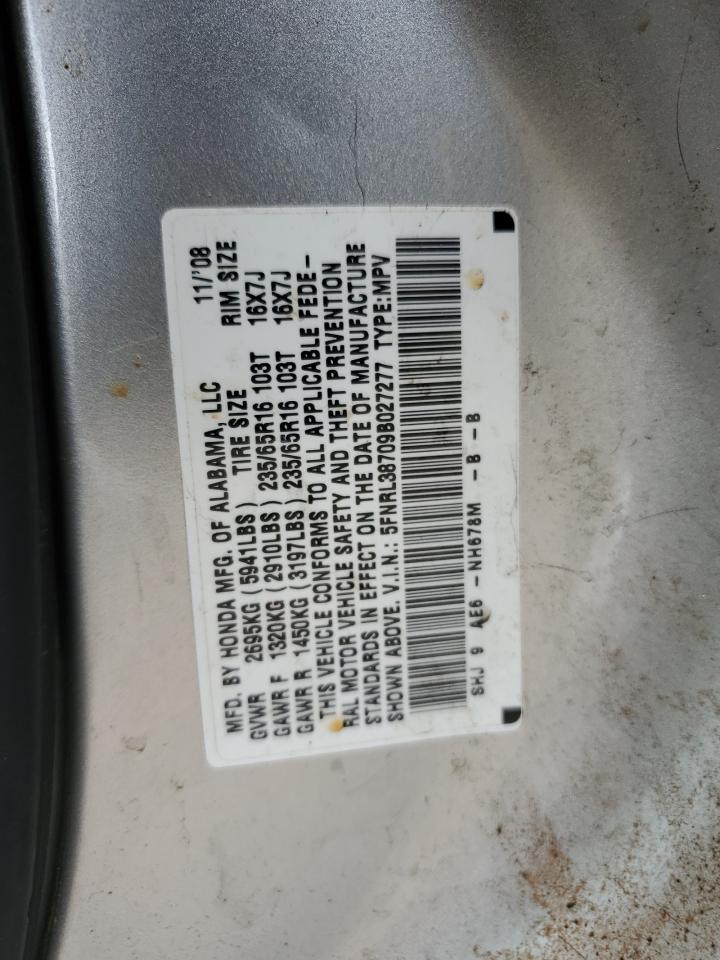 MFD. BY HONDA MFG. OF ALABAMA, LLC 11/'08
GVWR 2695KG (5941LBS) TIRE SIZE RIM SIZE
GAWR F 1320KG (2910LBS) 235/65R16 103T 16X7J
GAWR R 1450KG (3197LBS) 235/65R16 103T 16X7J
THIS VEHICLE CONFORMS TO ALL APPLICABLE FEDE-
RAL MOTOR VEHICLE SAFETY AND THEFT PREVENTION
STANDARDS IN EFFECT ON THE DATE OF MANUFACTURE
SHOWN ABOVE. V.I.N.: 5FNRL38709B027277 TYPE:MPV
SHJ 9 AE6 - NH678M - B - B